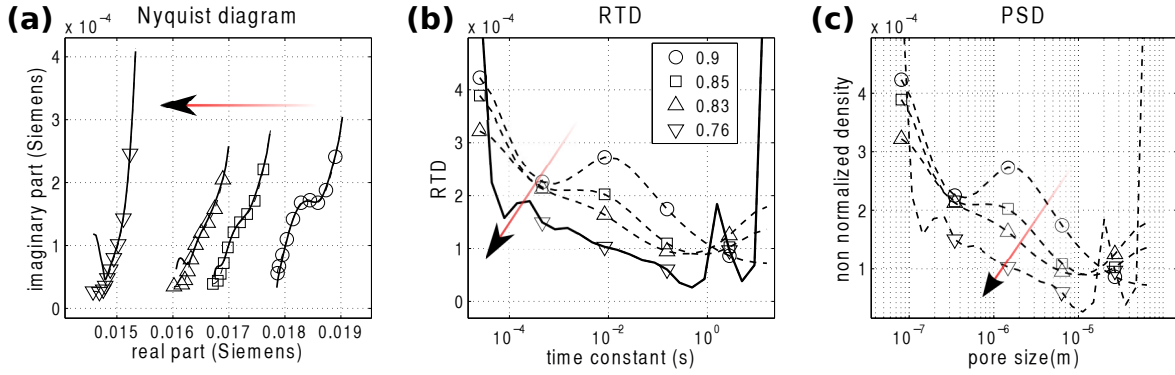 (a)
Nyquist diagram
x 10⁻⁴
4
3
2
1
0
imaginary part (Siemens)
0.015
0.016
0.017
0.018
0.019
real part (Siemens)
(b)
RTD
x 10⁻⁴
4
3
2
1
0
RTD
0.9
0.85
0.83
0.76
10⁻⁴
10⁻²
10⁰
time constant (s)
(c)
PSD
x 10⁻⁴
4
3
2
1
non normalized density
10⁻⁷
10⁻⁶
10⁻⁵
pore size(m)